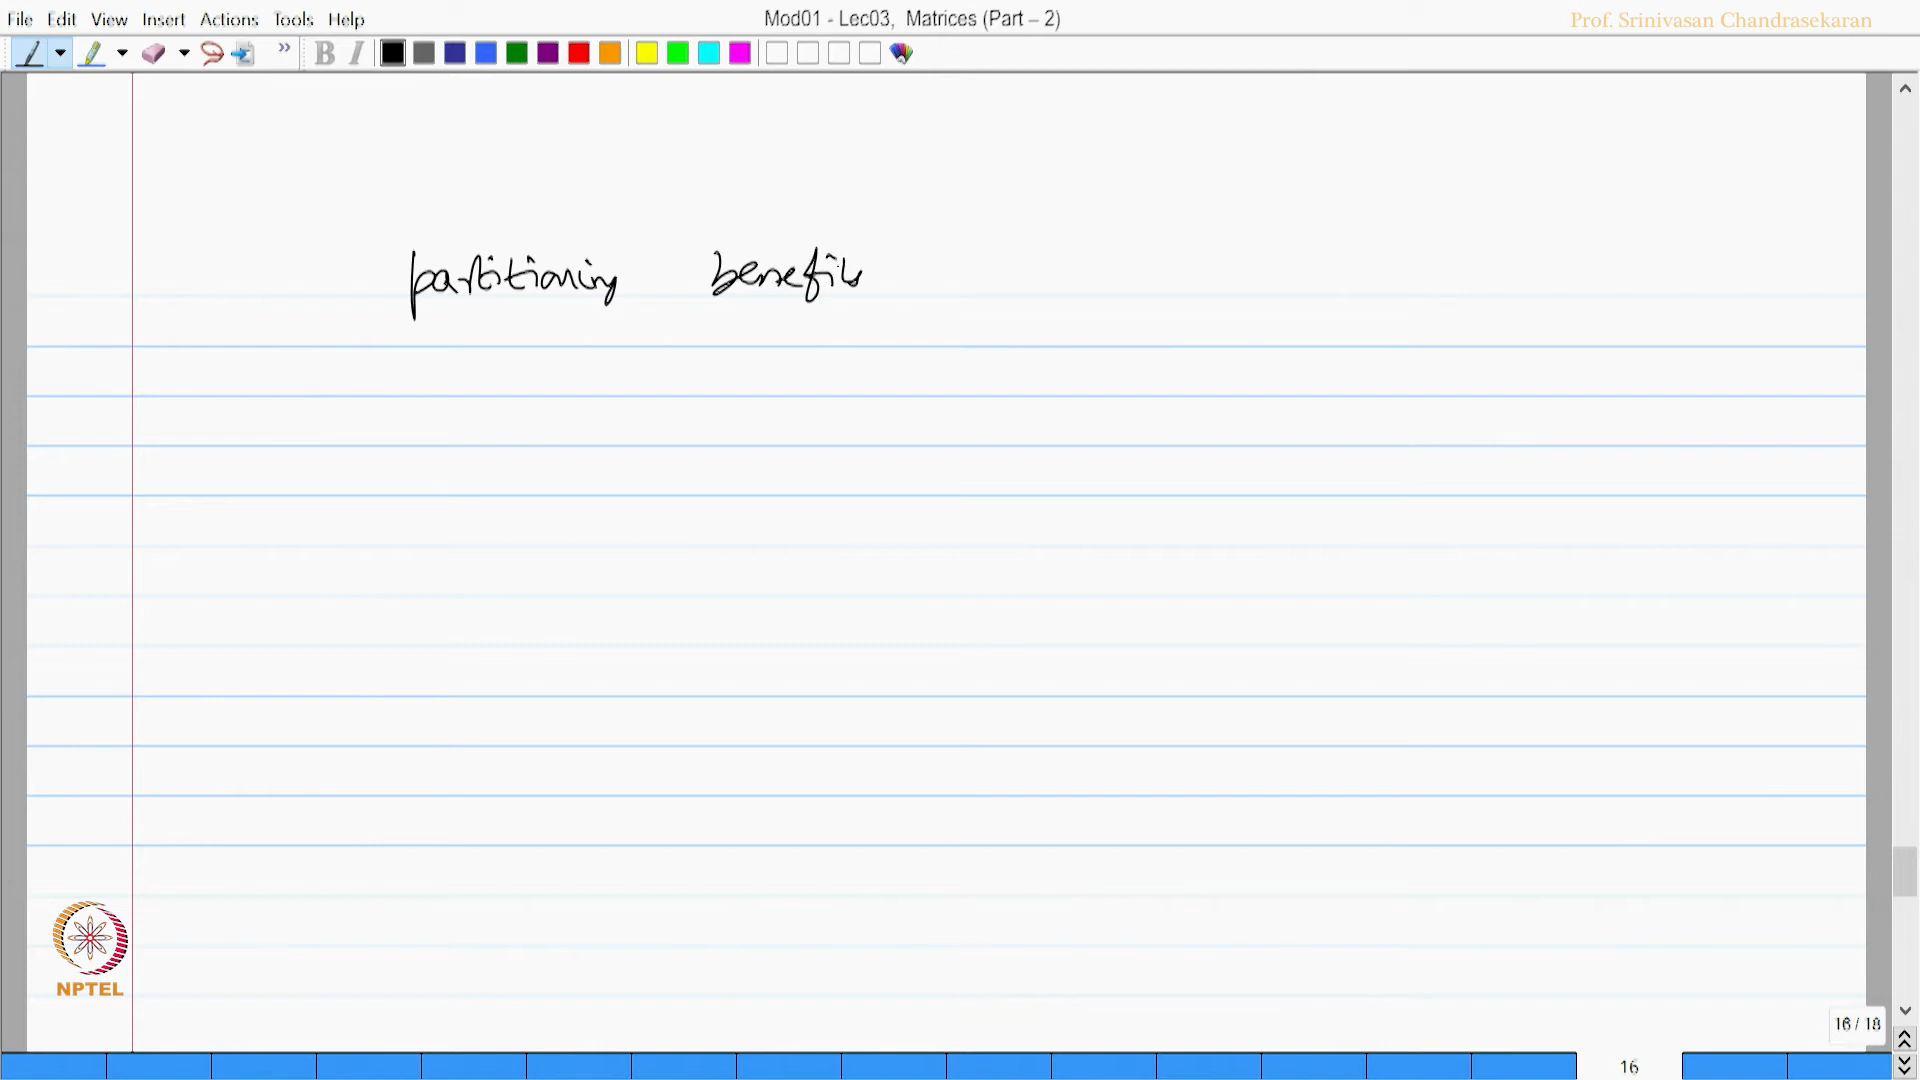 File Edit View Insert Actions Tools Help
Mod01 - Lec03, Matrices (Part – 2)
Prof. Srinivasan Chandrasekaran
B I
partitioning benefits
NPTEL
16 / 18
16